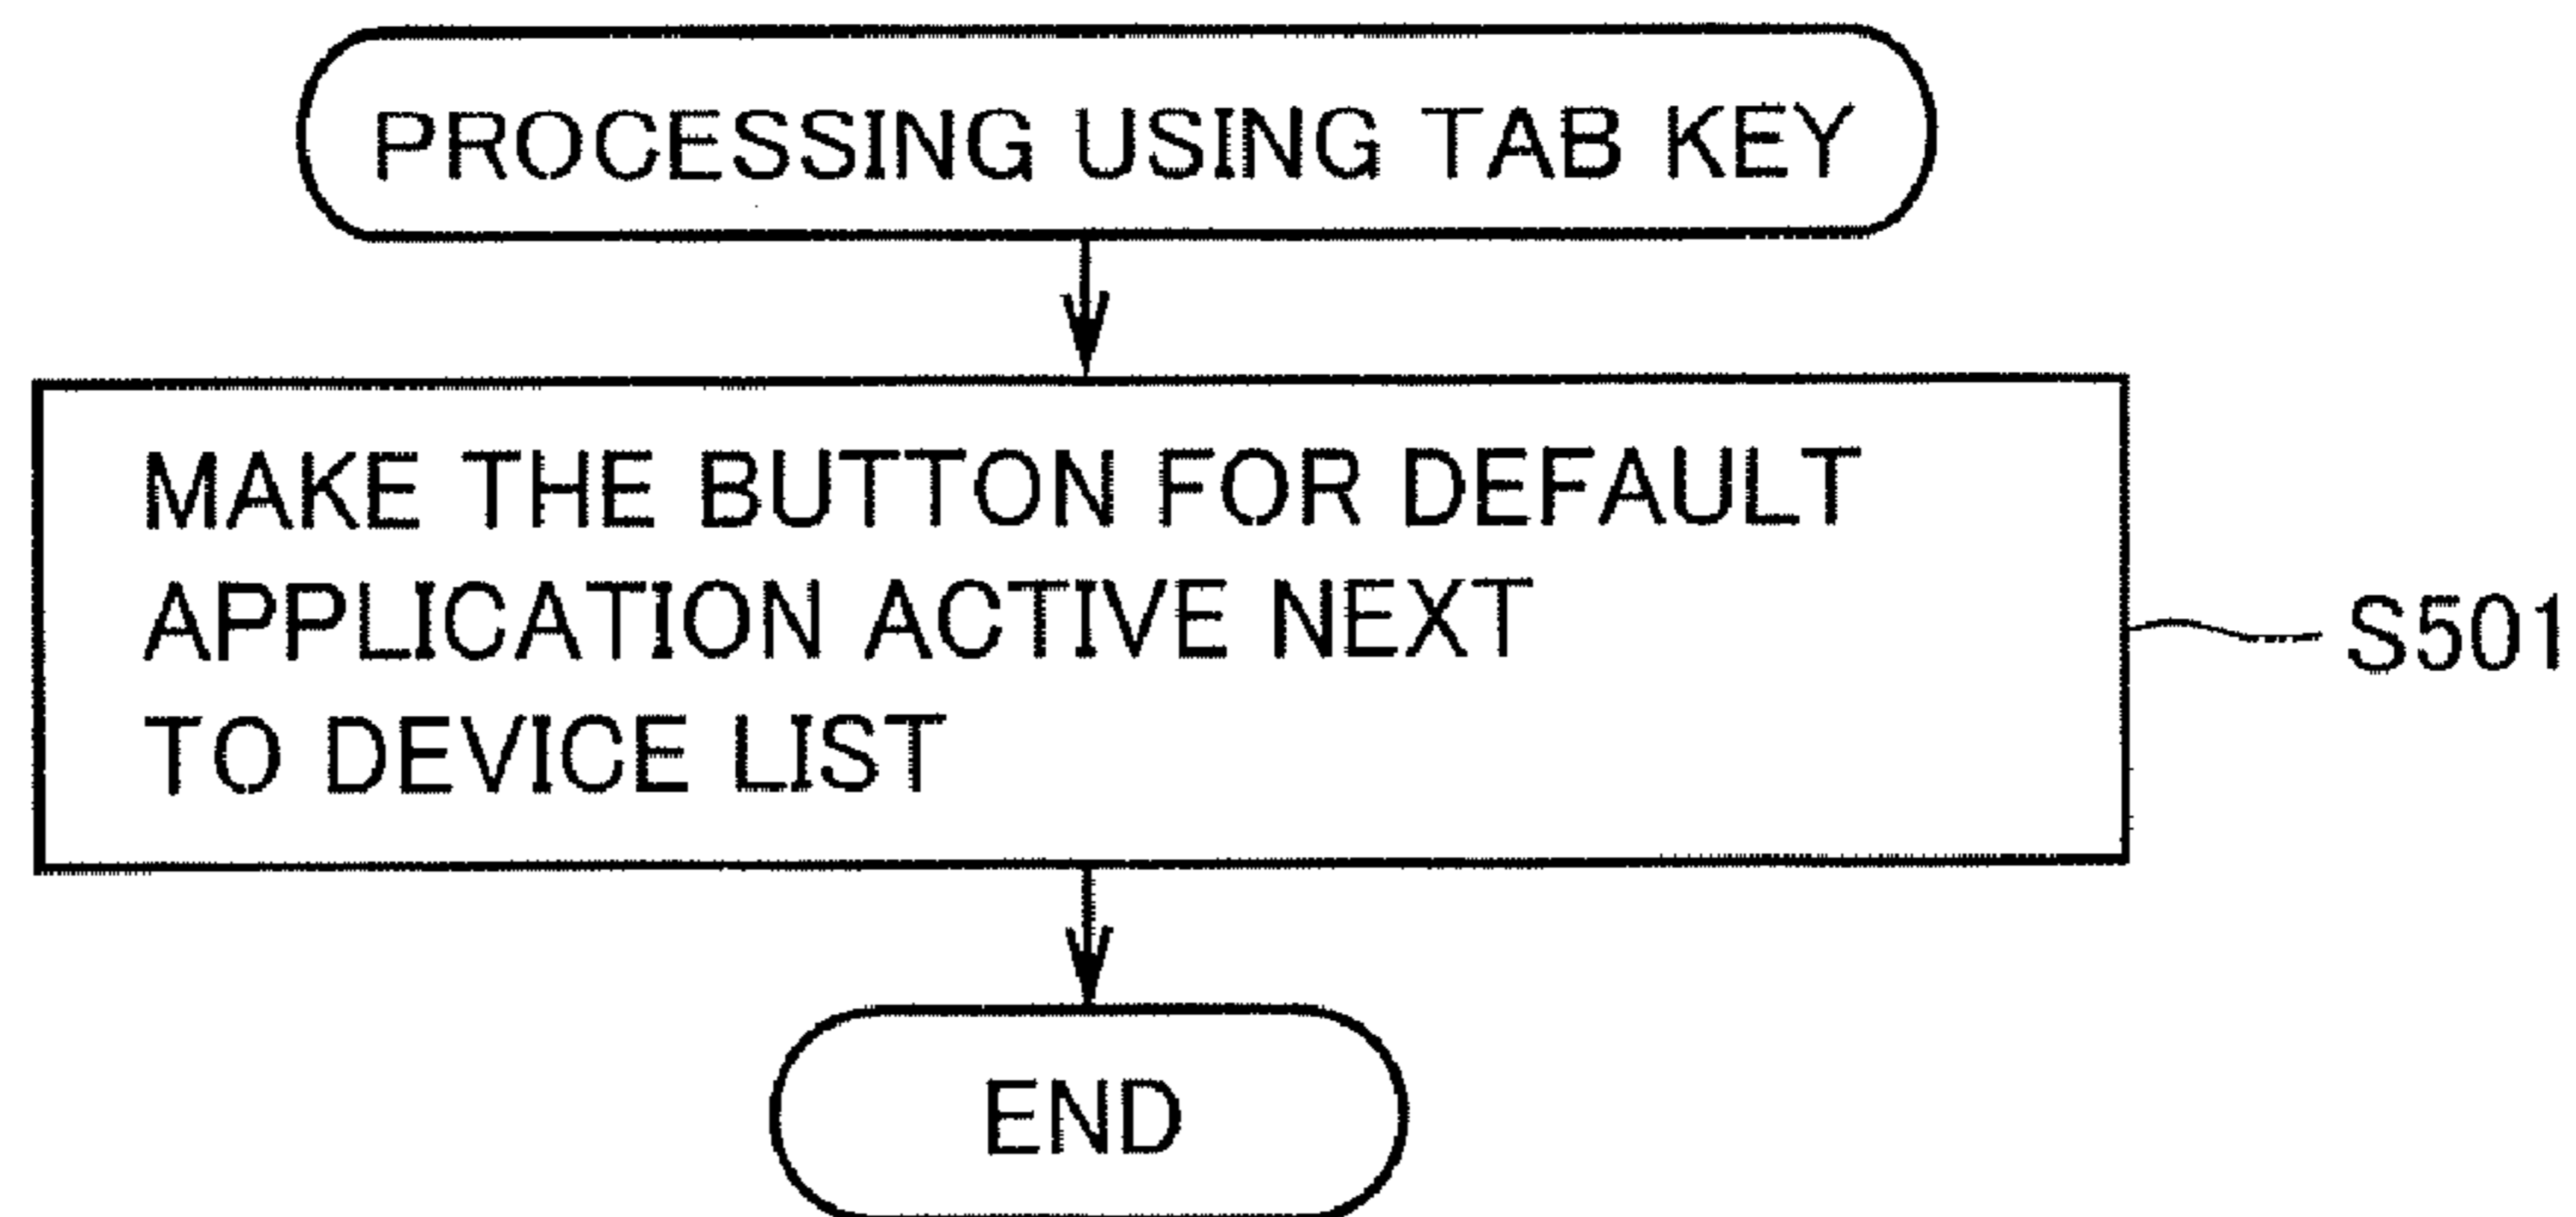 PROCESSING USING TAB KEY
MAKE THE BUTTON FOR DEFAULT
APPLICATION ACTIVE NEXT
TO DEVICE LIST
S501
END